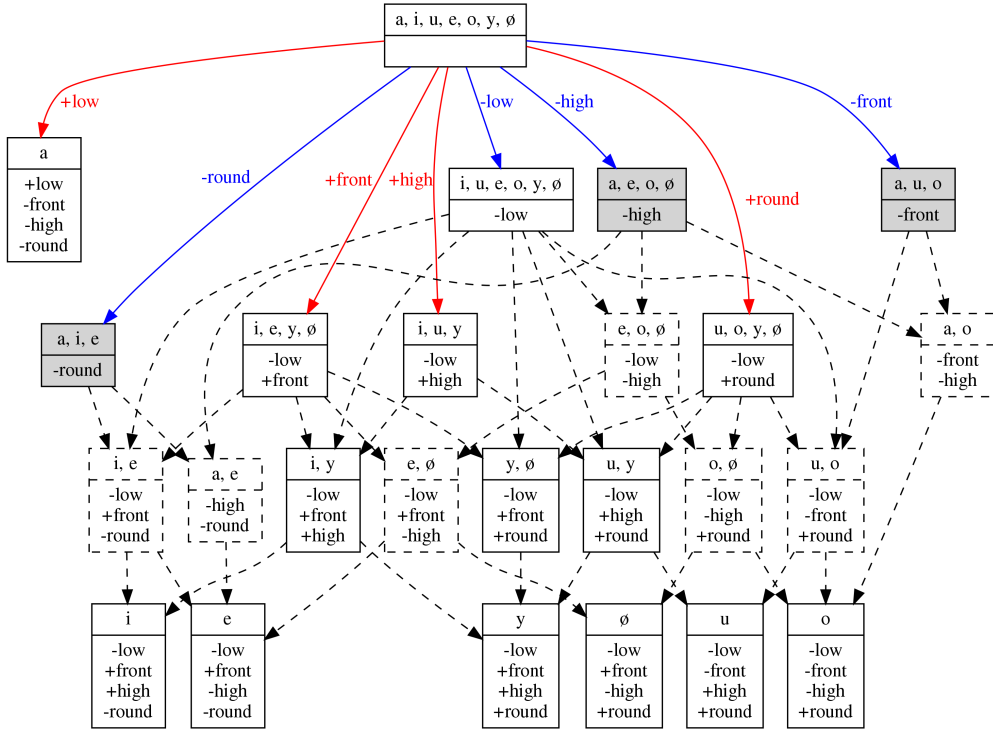 a, i, u, e, o, y, ø
+low
-low
-high
-front
-round
+front
+high
+round
a
+low
-front
-high
-round
i, u, e, o, y, ø
-low
a, e, o, ø
-high
a, u, o
-front
a, i, e
-round
i, e, y, ø
-low
+front
i, u, y
-low
+high
e, o, ø
-low
-high
u, o, y, ø
-low
+round
a, o
-front
-high
i, e
-low
+front
-round
a, e
-high
-round
i, y
-low
+front
+high
e, ø
-low
+front
-high
y, ø
-low
+front
+round
u, y
-low
+high
+round
o, ø
-low
-high
+round
u, o
-low
-front
+round
i
-low
+front
+high
-round
e
-low
+front
-high
-round
y
-low
+front
+high
+round
ø
-low
+front
-high
+round
u
-low
-front
+high
+round
o
-low
-front
-high
+round